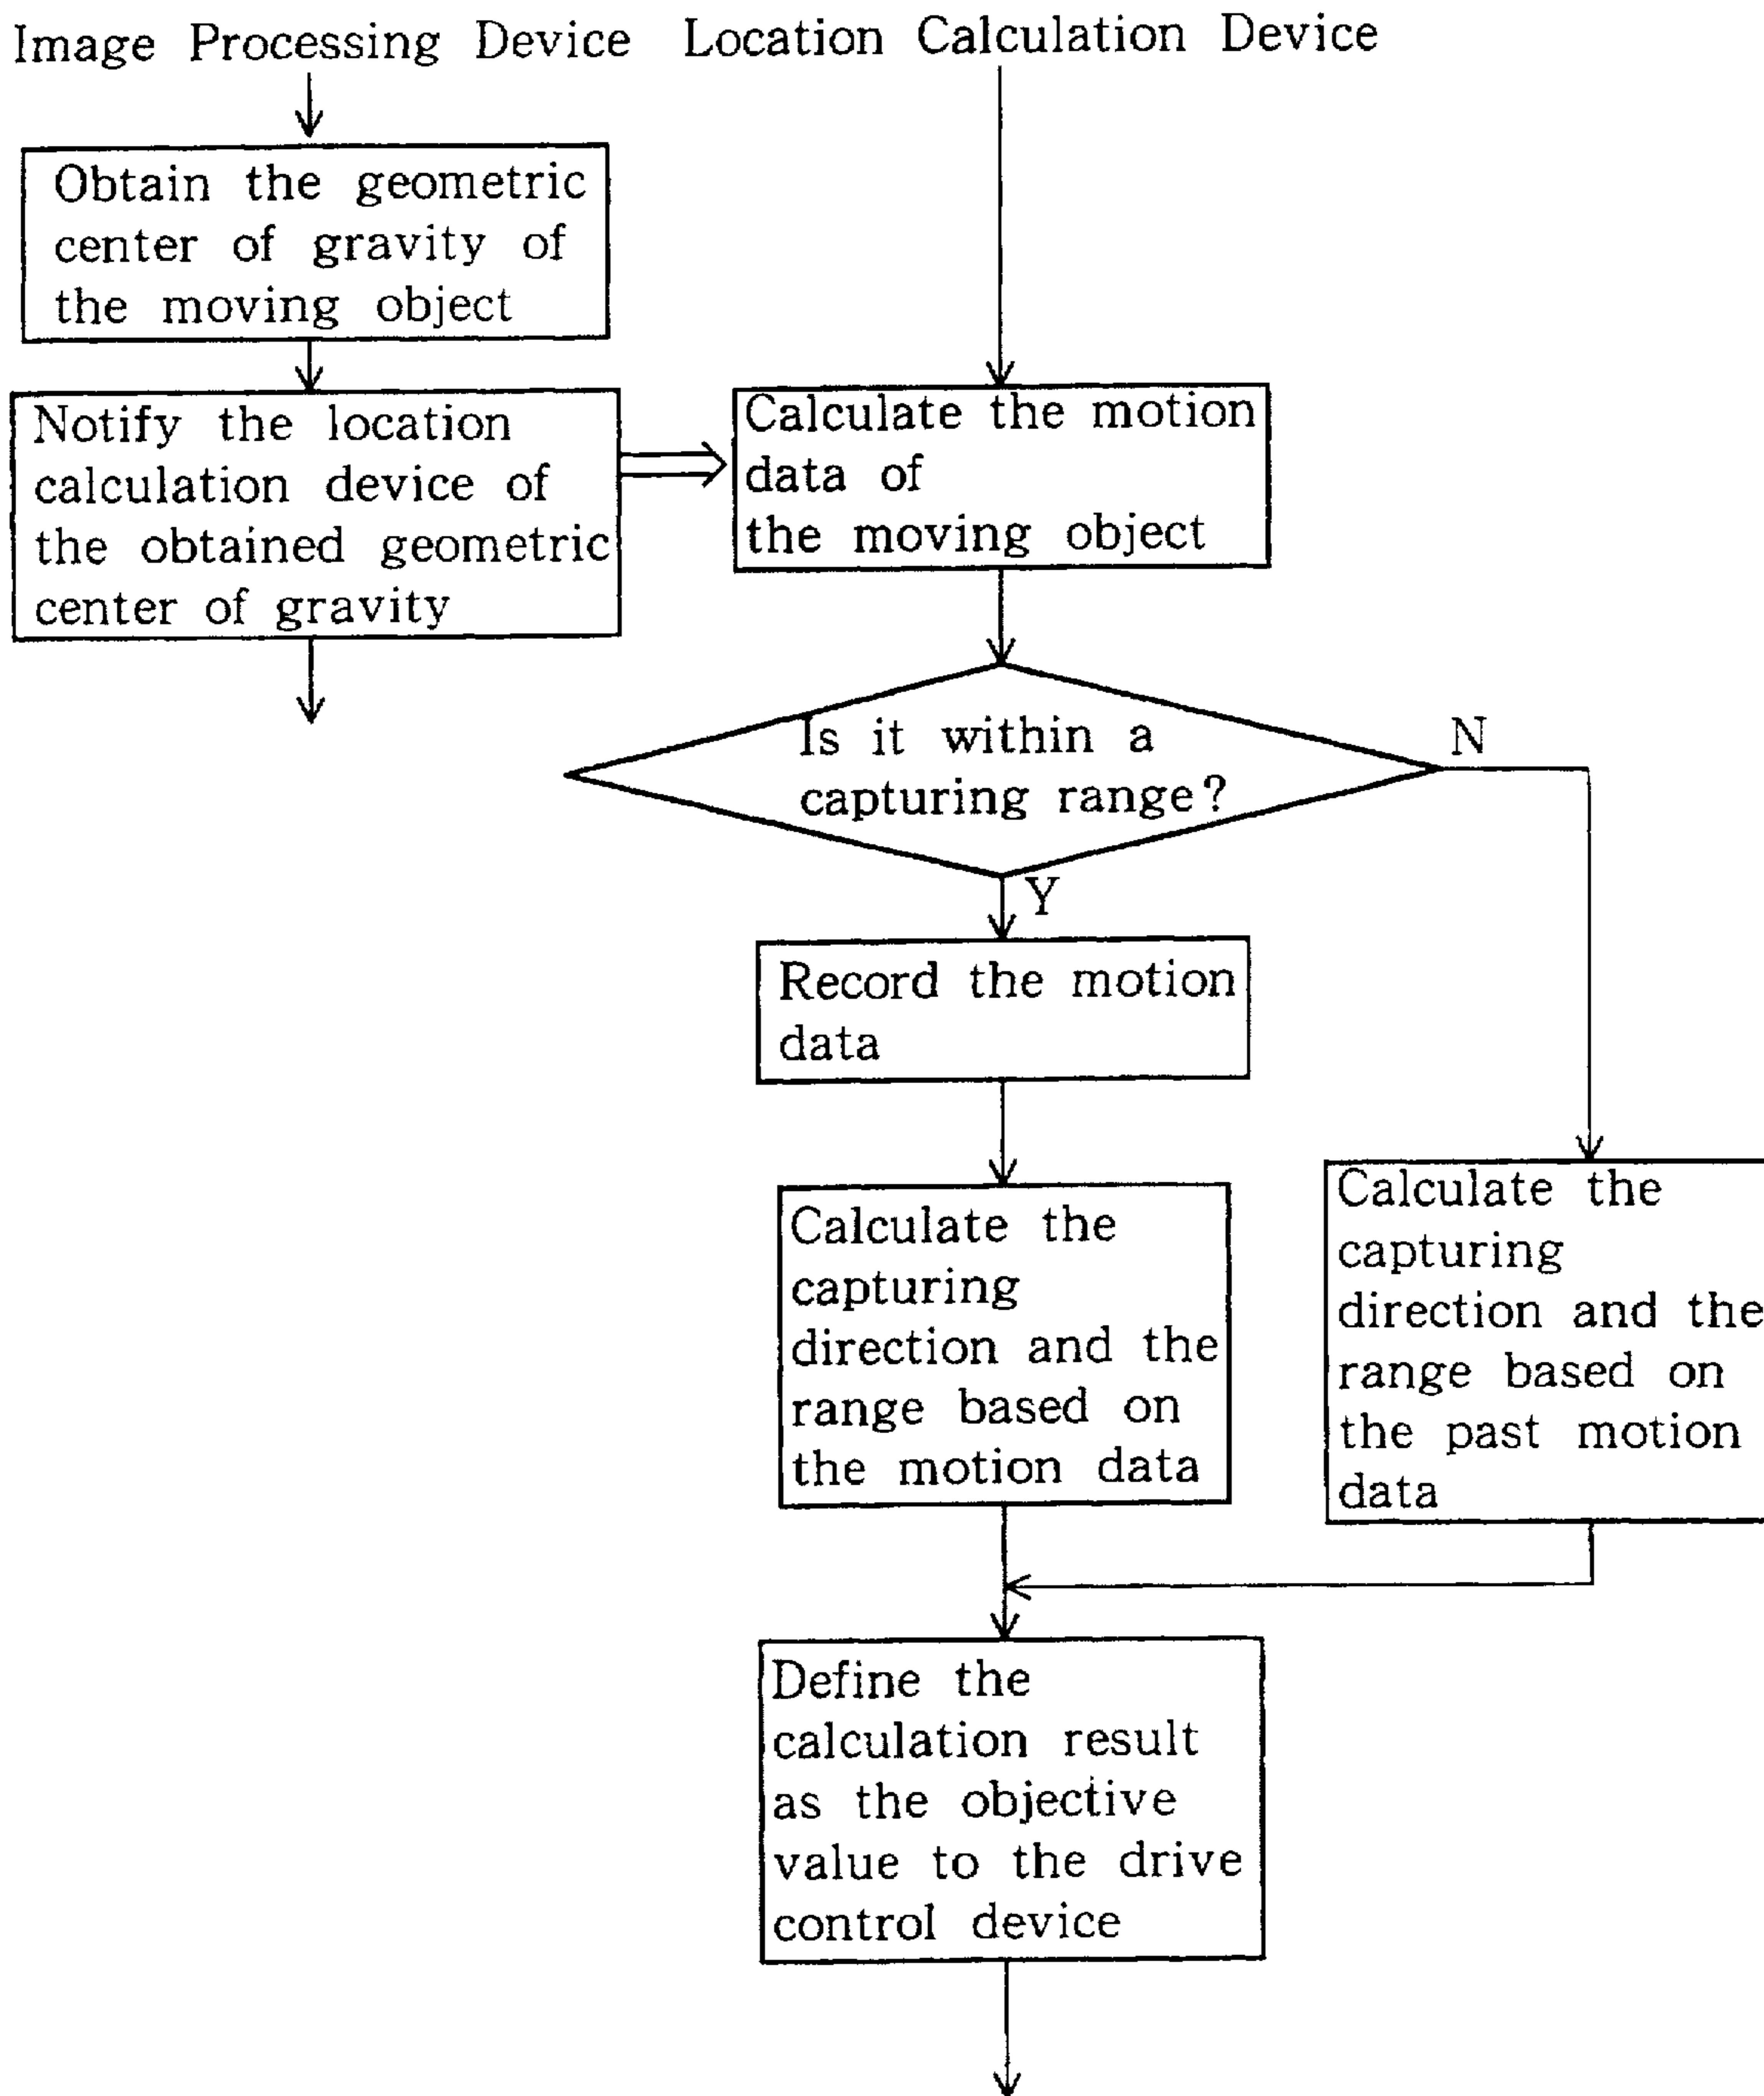 Image Processing Device
Location Calculation Device
Obtain the geometric
center of gravity of
the moving object
Notify the location
calculation device of
the obtained geometric
center of gravity
Calculate the motion
data of
the moving object
Is it within a
capturing range?
N
Y
Record the motion
data
Calculate the
capturing
direction and the
range based on
the motion data
Calculate the
capturing
direction and the
range based on
the past motion
data
Define the
calculation result
as the objective
value to the drive
control device